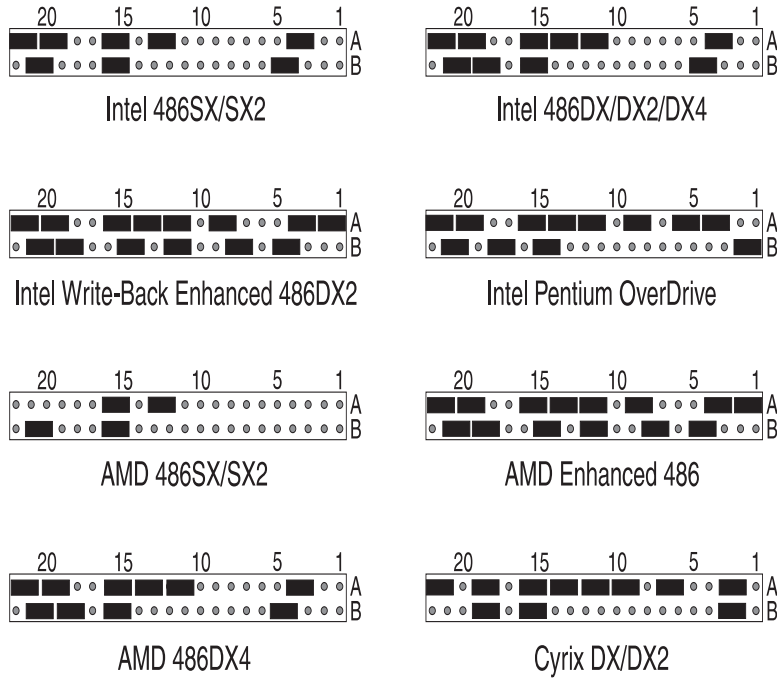 20 15 10 5 1
A
B
Intel 486SX/SX2
20 15 10 5 1
A
B
Intel 486DX/DX2/DX4
20 15 10 5 1
A
B
Intel Write-Back Enhanced 486DX2
20 15 10 5 1
A
B
Intel Pentium OverDrive
20 15 10 5 1
A
B
AMD 486SX/SX2
20 15 10 5 1
A
B
AMD Enhanced 486
20 15 10 5 1
A
B
AMD 486DX4
20 15 10 5 1
A
B
Cyrix DX/DX2